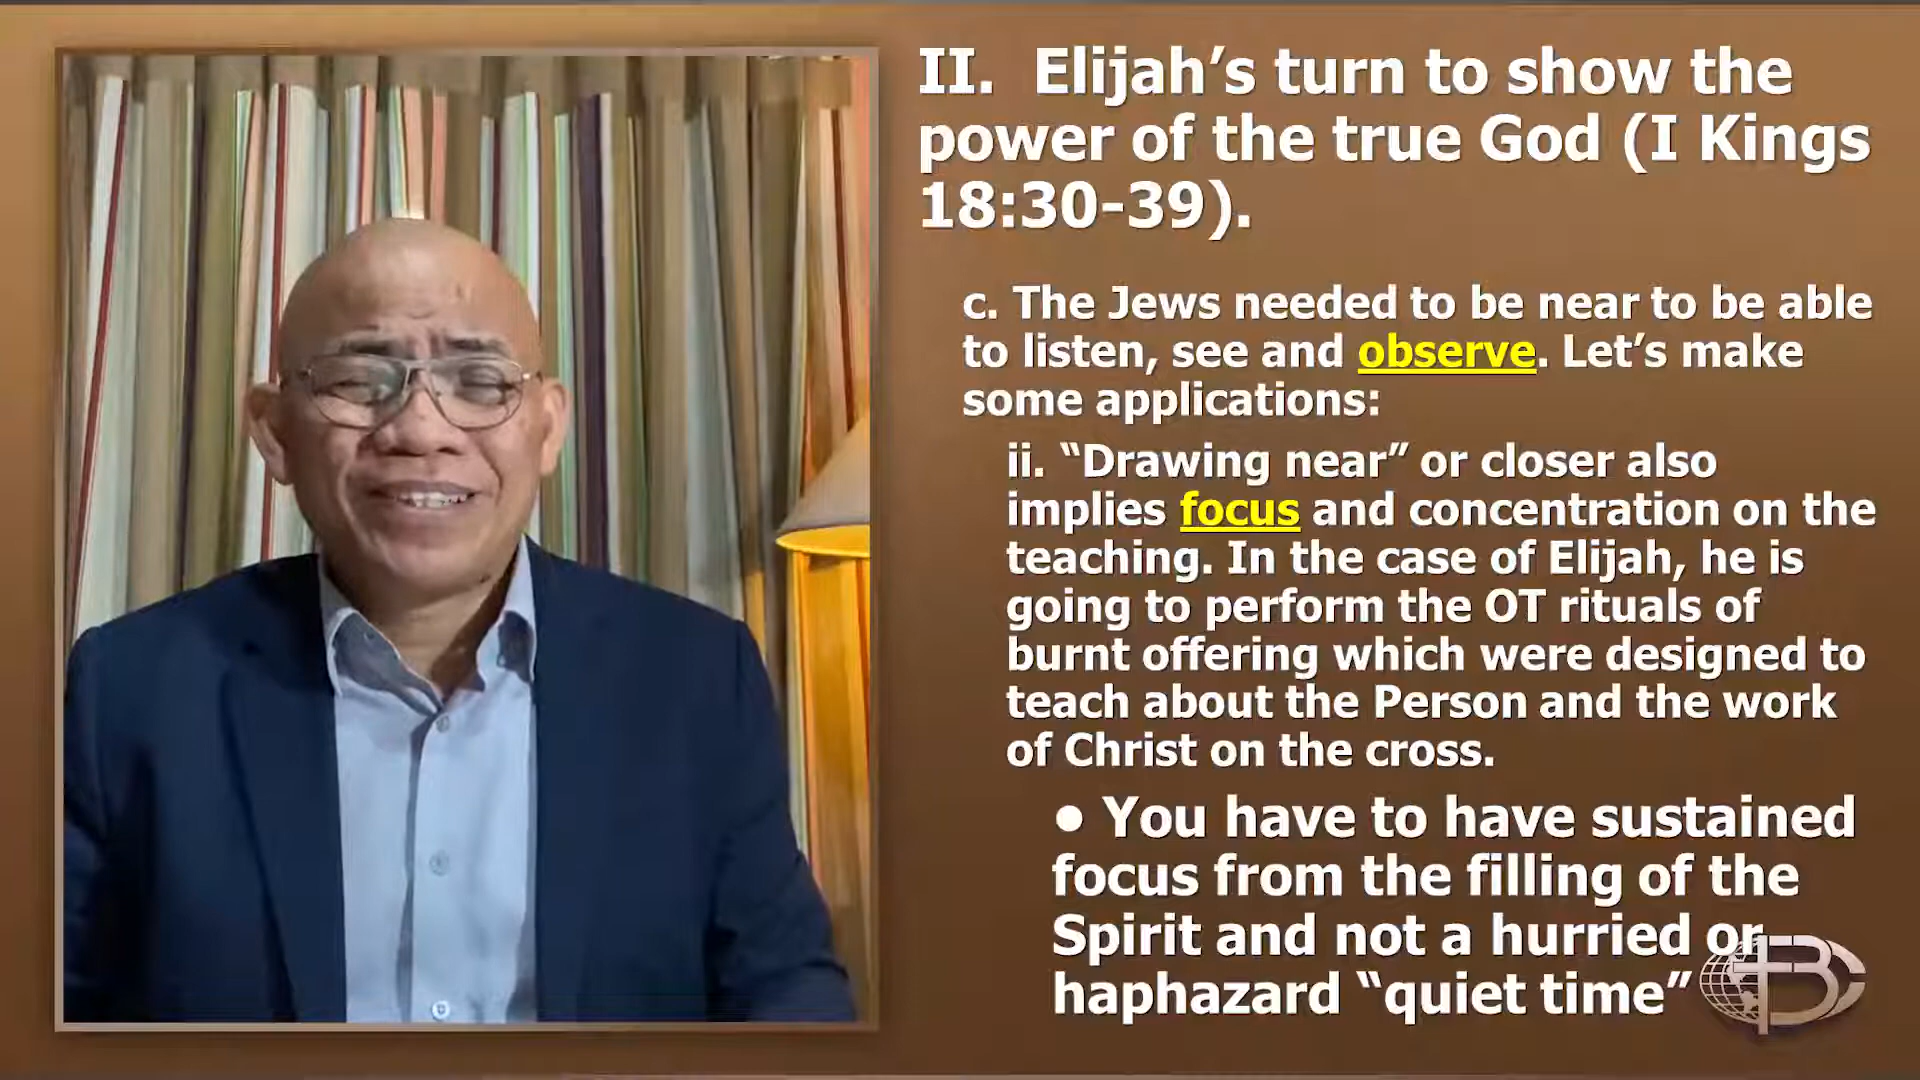 II.  Elijah’s turn to show the
power of the true God (I Kings
18:30-39).
c. The Jews needed to be near to be able
to listen, see and observe. Let’s make
some applications:
ii. “Drawing near” or closer also
implies focus and concentration on the
teaching. In the case of Elijah, he is
going to perform the OT rituals of
burnt offering which were designed to
teach about the Person and the work
of Christ on the cross.
● You have to have sustained
focus from the filling of the
Spirit and not a hurried or
haphazard “quiet time”